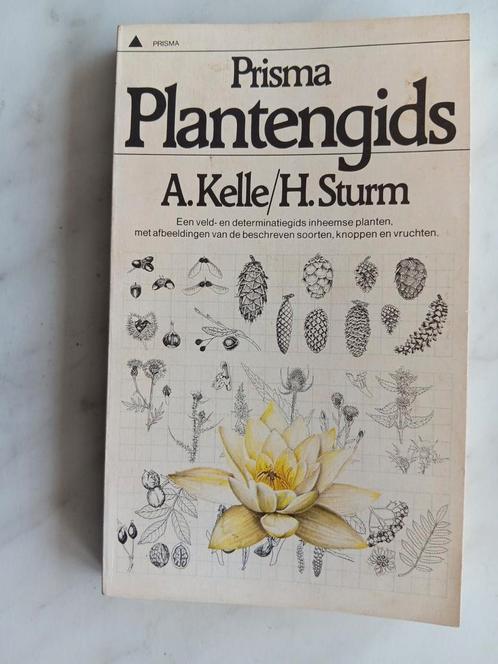 PRISMA
Prisma
Plantengids
A.Kelle/H.Sturm
Een veld- en determinatiegids inheemse planten,
met afbeeldingen van de beschreven soorten, knoppen en vruchten.